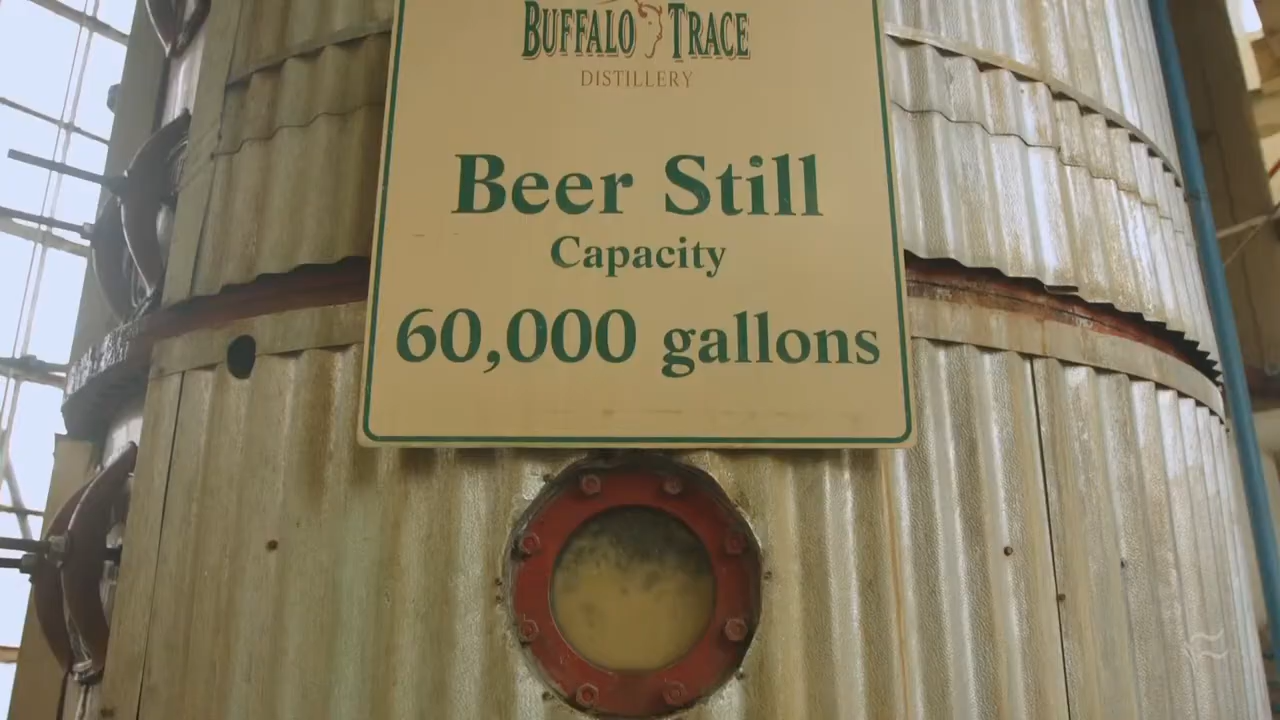 BUFFALO TRACE
DISTILLERY
Beer Still
Capacity
60,000 gallons